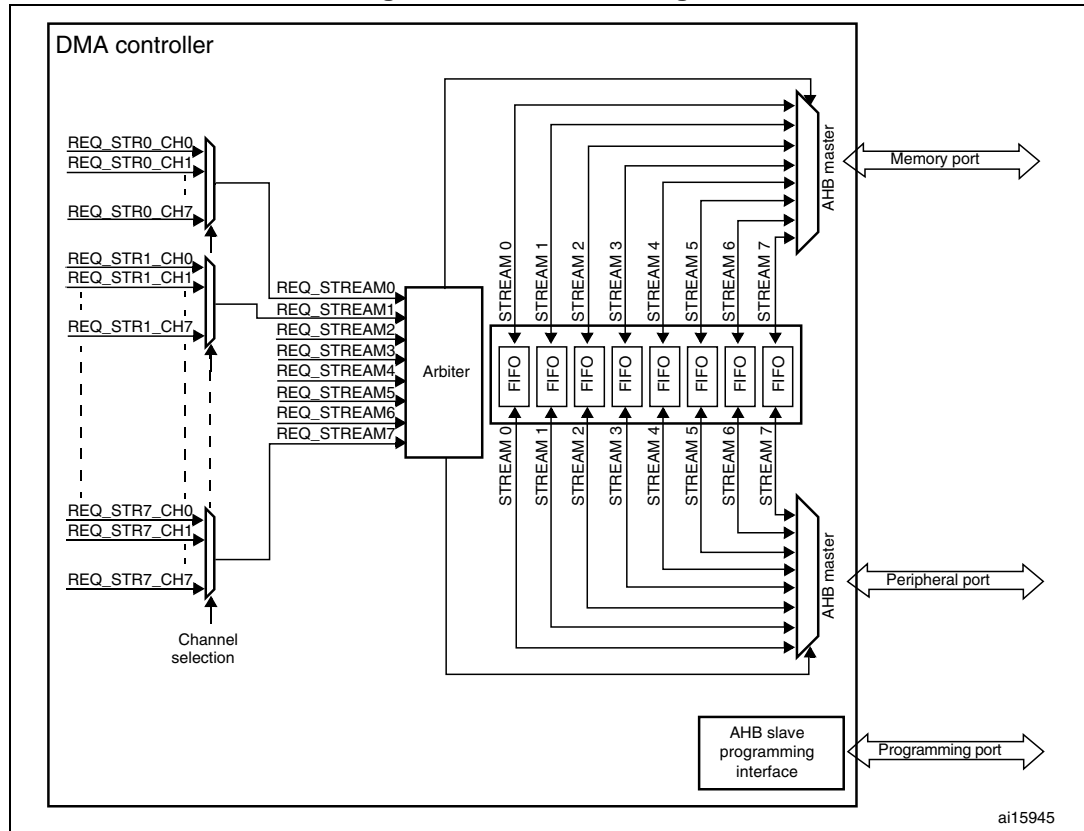 DMA controller
REQ_STR0_CH0
REQ_STR0_CH1
REQ_STR0_CH7
REQ_STR1_CH0
REQ_STR1_CH1
REQ_STR1_CH7
REQ_STR7_CH0
REQ_STR7_CH1
REQ_STR7_CH7
Channel
selection
REQ_STREAM0
REQ_STREAM1
REQ_STREAM2
REQ_STREAM3
REQ_STREAM4
REQ_STREAM5
REQ_STREAM6
REQ_STREAM7
Arbiter
STREAM 0
STREAM 1
STREAM 2
STREAM 3
STREAM 4
STREAM 5
STREAM 6
STREAM 7
FIFO
FIFO
FIFO
FIFO
FIFO
FIFO
FIFO
FIFO
STREAM 0
STREAM 1
STREAM 2
STREAM 3
STREAM 4
STREAM 5
STREAM 6
STREAM 7
AHB master
Memory port
AHB master
Peripheral port
AHB slave
programming
interface
Programming port
ai15945